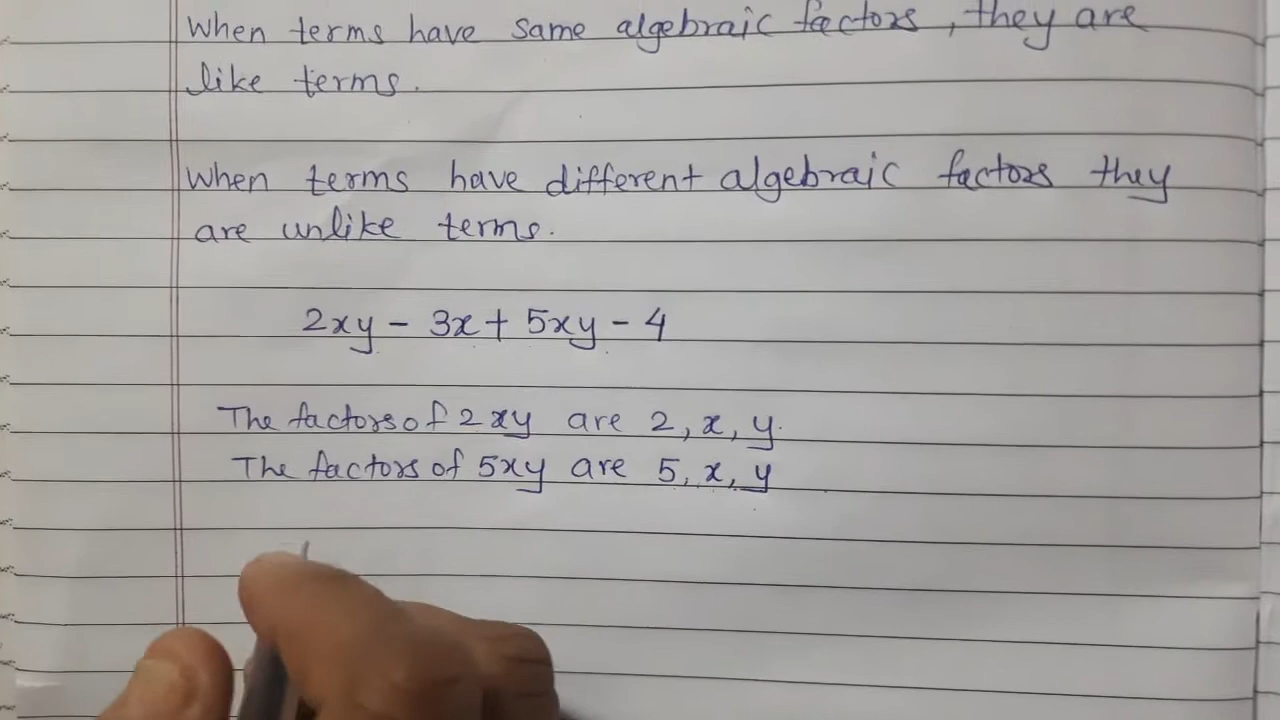 When terms have same algebraic factors, they are
like terms.
When terms have different algebraic factors they
are unlike terms.
2xy - 3x + 5xy - 4
The factors of 2xy are 2, x, y.
The factors of 5xy are 5, x, y